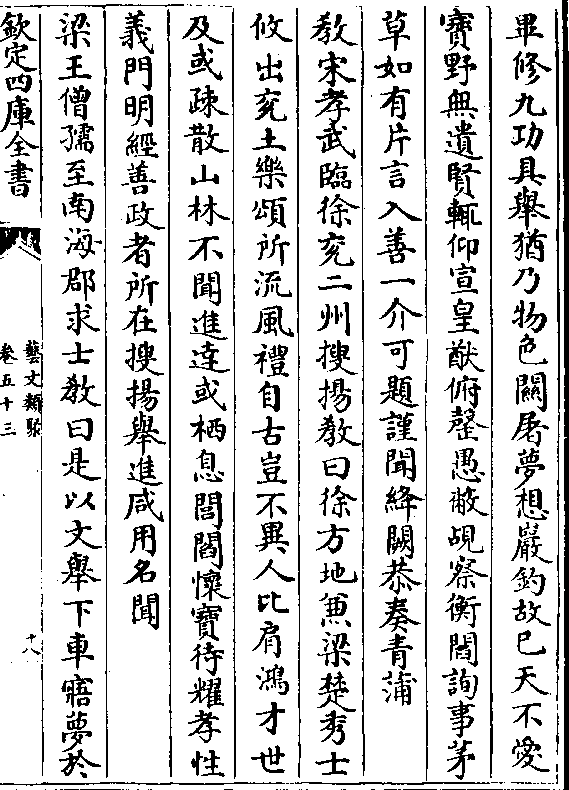 畢修九功具舉猶乃物色關屠夢想巖釣故已天不愛
寶野無遺賢輒仰宣皇猷俯罄愚敝覘察衡閭詢事茅
草如有片言入善一介可題謹聞絳闕恭奏青蒲
教宋孝武臨徐兖二州搜揚教曰徐方地兼梁楚秀士
攸出兖土樂頌所流風禮自古豈不異人比肩鴻才世
及或疎散山林不聞進達或栖息閭閻懷寶待耀孝性
義門明經善政者所在搜揚舉進咸用名聞
梁王僧孺至南海郡求士教曰是以文舉下車寤夢於
欽定四庫全書
藝文類聚
卷五十三
十八